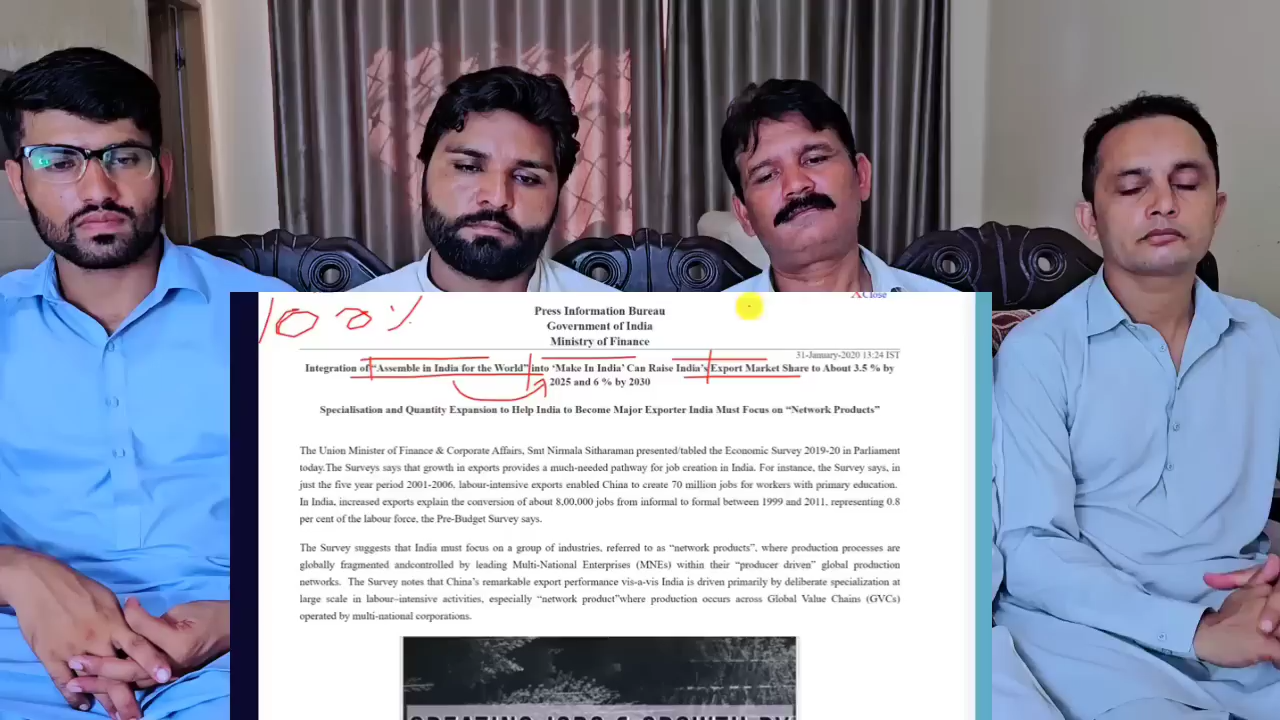 100%
X Close
Press Information Bureau
Government of India
Ministry of Finance
31-January-2020 13:24 IST
Integration of "Assemble in India for the World" into 'Make In India' Can Raise India's Export Market Share to About 3.5 % by
2025 and 6 % by 2030
Specialisation and Quantity Expansion to Help India to Become Major Exporter India Must Focus on "Network Products"
The Union Minister of Finance & Corporate Affairs, Smt Nirmala Sitharaman presented/tabled the Economic Survey 2019-20 in Parliament
today.The Surveys says that growth in exports provides a much-needed pathway for job creation in India. For instance, the Survey says, in
just the five year period 2001-2006, labour-intensive exports enabled China to create 70 million jobs for workers with primary education.
In India, increased exports explain the conversion of about 8,00,000 jobs from informal to formal between 1999 and 2011, representing 0.8
per cent of the labour force, the Pre-Budget Survey says.
The Survey suggests that India must focus on a group of industries, referred to as "network products", where production processes are
globally fragmented andcontrolled by leading Multi-National Enterprises (MNEs) within their "producer driven" global production
networks. The Survey notes that China's remarkable export performance vis-a-vis India is driven primarily by deliberate specialization at
large scale in labour–intensive activities, especially "network product"where production occurs across Global Value Chains (GVCs)
operated by multi-national corporations.
CREATING JOBS & GROWTH BY